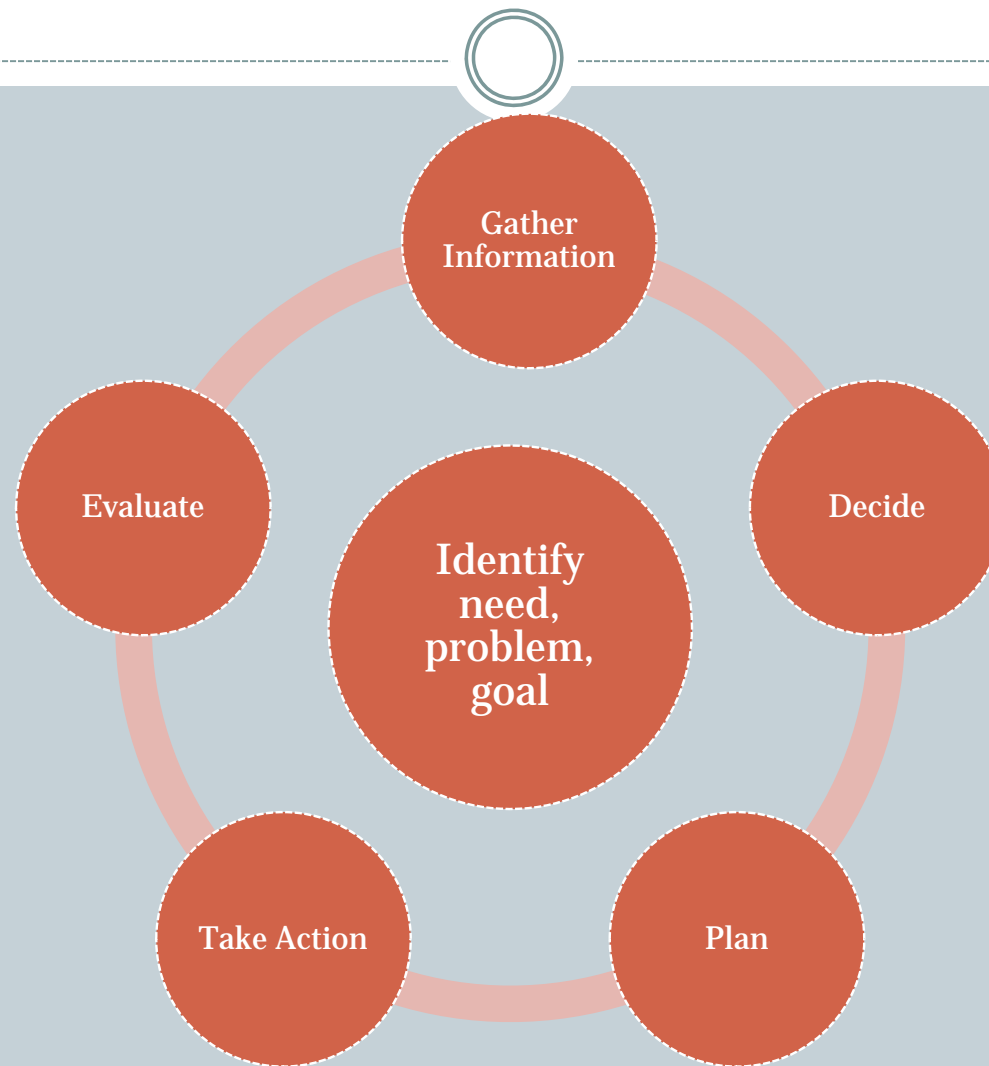 Gather
Information
Decide
Plan
Take Action
Evaluate
Identify
need,
problem,
goal